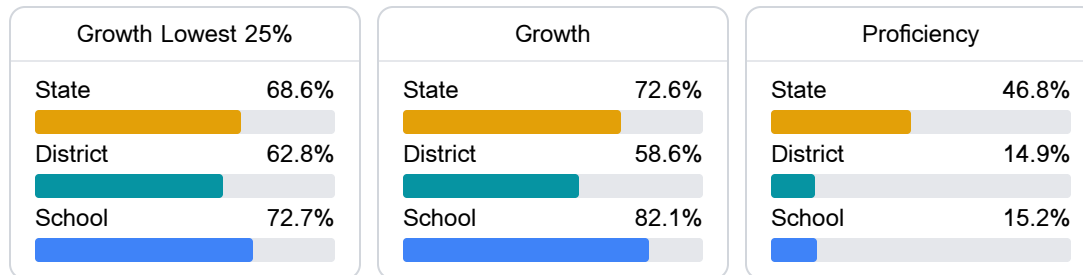 Growth Lowest 25%
State 68.6%
District 62.8%
School 72.7%
Growth
State 72.6%
District 58.6%
School 82.1%
Proficiency
State 46.8%
District 14.9%
School 15.2%